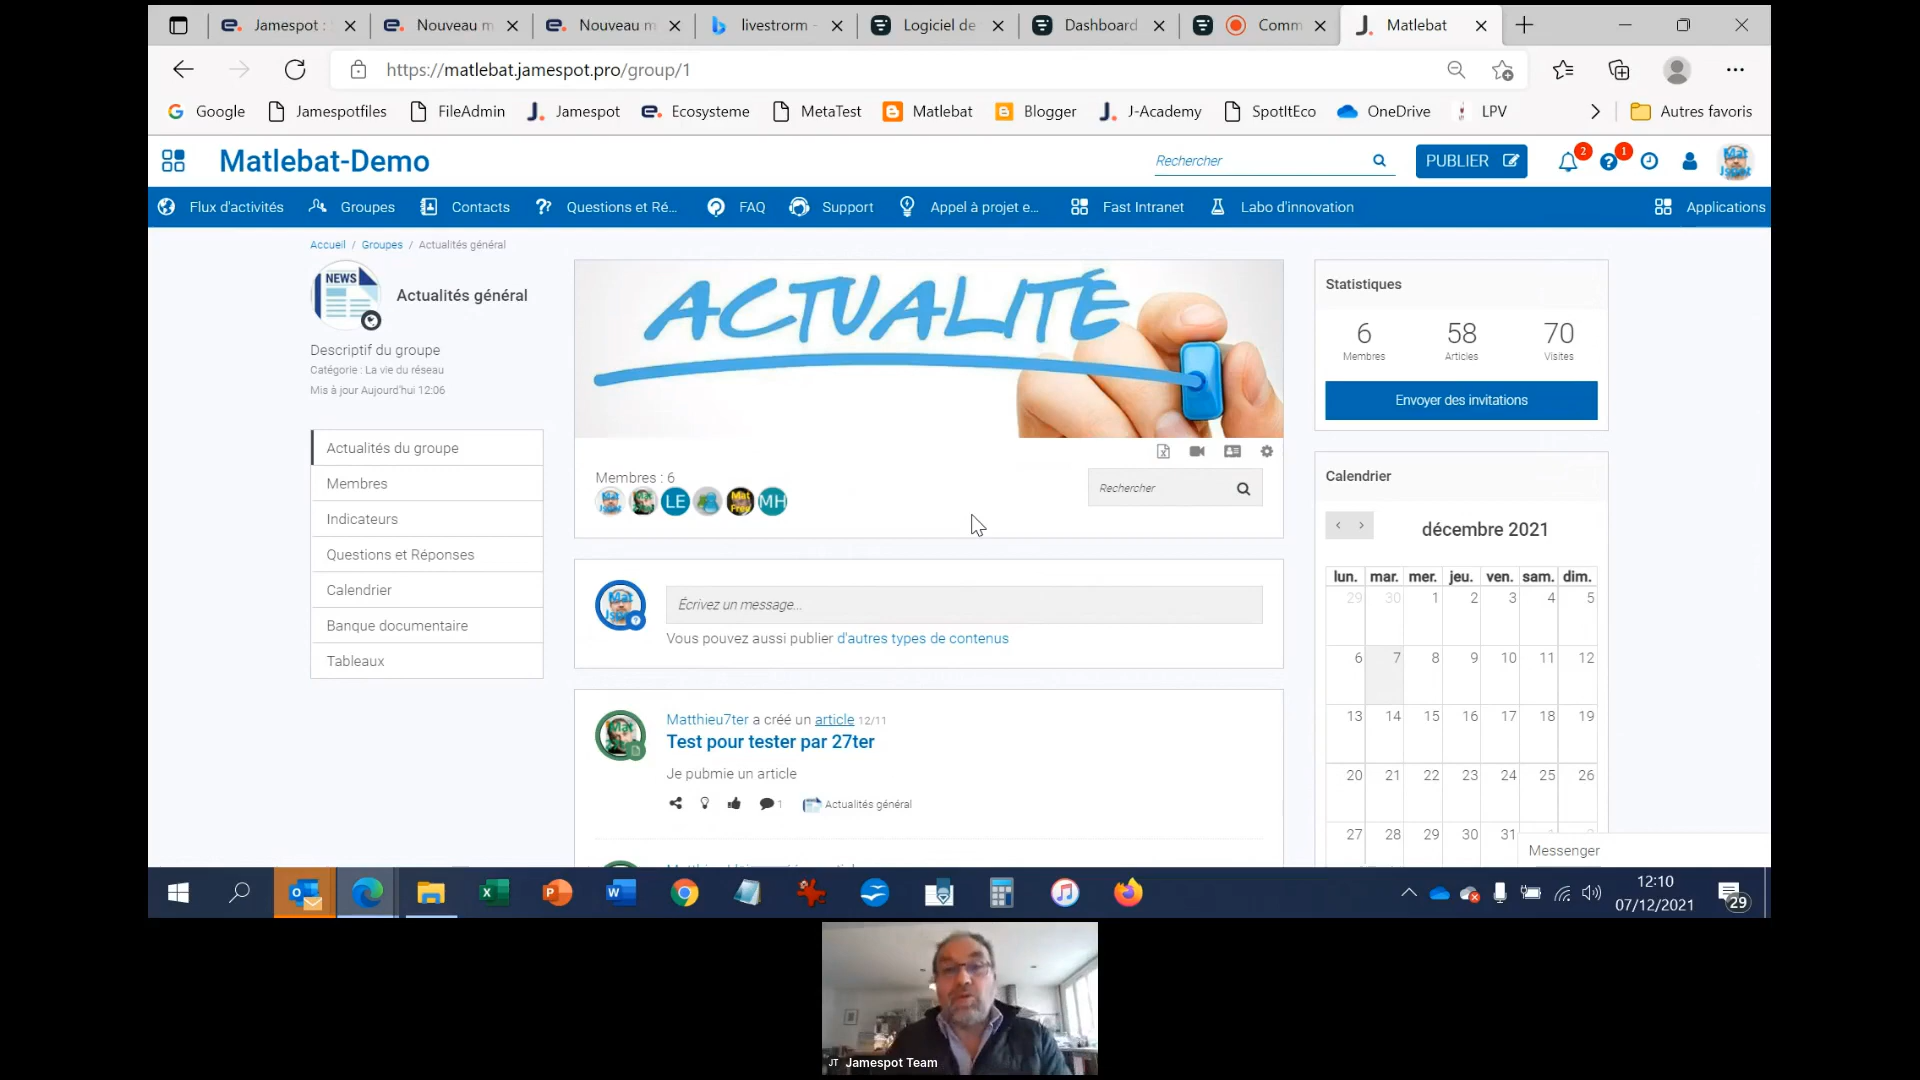 Jamespot :
Nouveau m
Nouveau m
livestrorm -
Logiciel de
Dashboard
Comm
Matlebat
https://matlebat.jamespot.pro/group/1
Google
Jamespotfiles
FileAdmin
Jamespot
Ecosysteme
MetaTest
Matlebat
Blogger
J-Academy
SpotItEco
OneDrive
LPV
Autres favoris
Matlebat-Demo
Rechercher
PUBLIER
2
1
Flux d'activités
Groupes
Contacts
Questions et Ré...
FAQ
Support
Appel à projet e...
Fast Intranet
Labo d'innovation
Applications
Accueil / Groupes / Actualités général
NEWS
Actualités général
Descriptif du groupe
Catégorie : La vie du réseau
Mis à jour Aujourd'hui 12:06
Actualités du groupe
Membres
Indicateurs
Questions et Réponses
Calendrier
Banque documentaire
Tableaux
ACTUALITÉ
Membres : 6
LE
MH
Rechercher
Écrivez un message...
Vous pouvez aussi publier d'autres types de contenus
Matthieu7ter a créé un article 12/11
Test pour tester par 27ter
Je pubmie un article
1
Actualités général
Statistiques
6 58 70
Membres Articles Visites
Envoyer des invitations
Calendrier
décembre 2021
lun. mar. mer. jeu. ven. sam. dim.
29 30 1 2 3 4 5
6 7 8 9 10 11 12
13 14 15 16 17 18 19
20 21 22 23 24 25 26
27 28 29 30 31
Messenger
12:10
07/12/2021
29
JT Jamespot Team